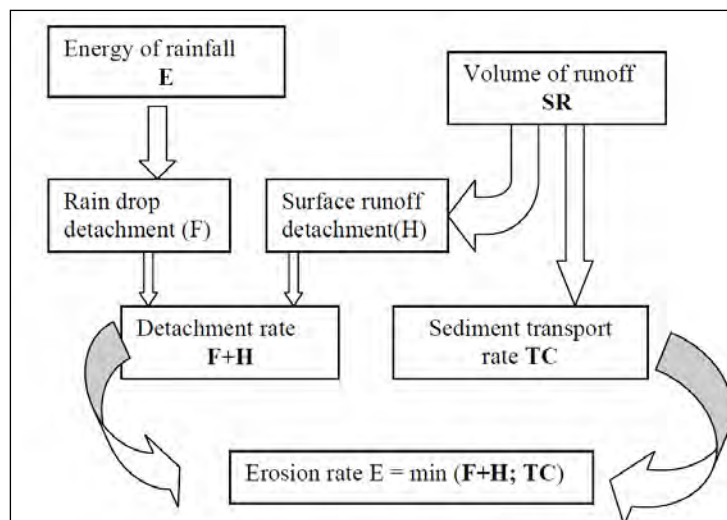 Energy of rainfall
E
Volume of runoff
SR
Rain drop
detachment (F)
Surface runoff
detachment(H)
Detachment rate
F+H
Sediment transport
rate TC
Erosion rate E = min (F+H; TC)